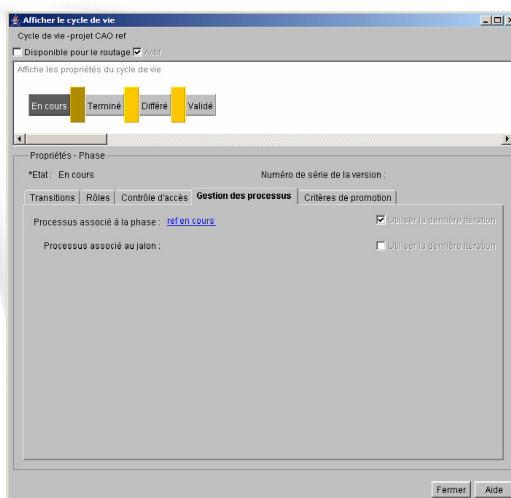 Afficher le cycle de vie
Cycle de vie -projet CAO ref
Disponible pour le routage Actif
Affiche les propriétés du cycle de vie
En cours Terminé Différé Validé
Propriétés - Phase
*Etat : En cours Numéro de série de la version :
Transitions Rôles Contrôle d'accès Gestion des processus Critères de promotion
Processus associé à la phase : ref en cours Utiliser la dernière itération
Processus associé au jalon : Utiliser la dernière itération
Fermer Aide